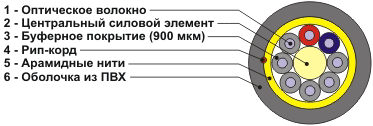 1 - Оптическое волокно
2 - Центральный силовой элемент
3 - Буферное покрытие (900 мкм)
4 - Рип-корд
5 - Арамидные нити
6 - Оболочка из ПВХ